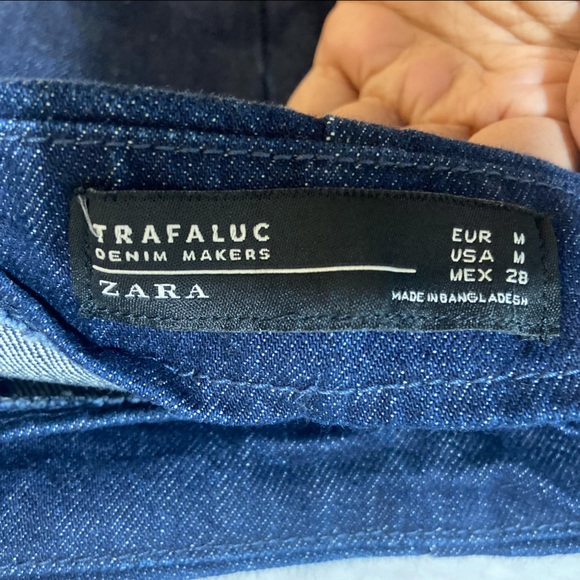 TRAFALUC
DENIM MAKERS
ZARA
EUR M
USA M
MEX 28
MADE IN BANGLADESH